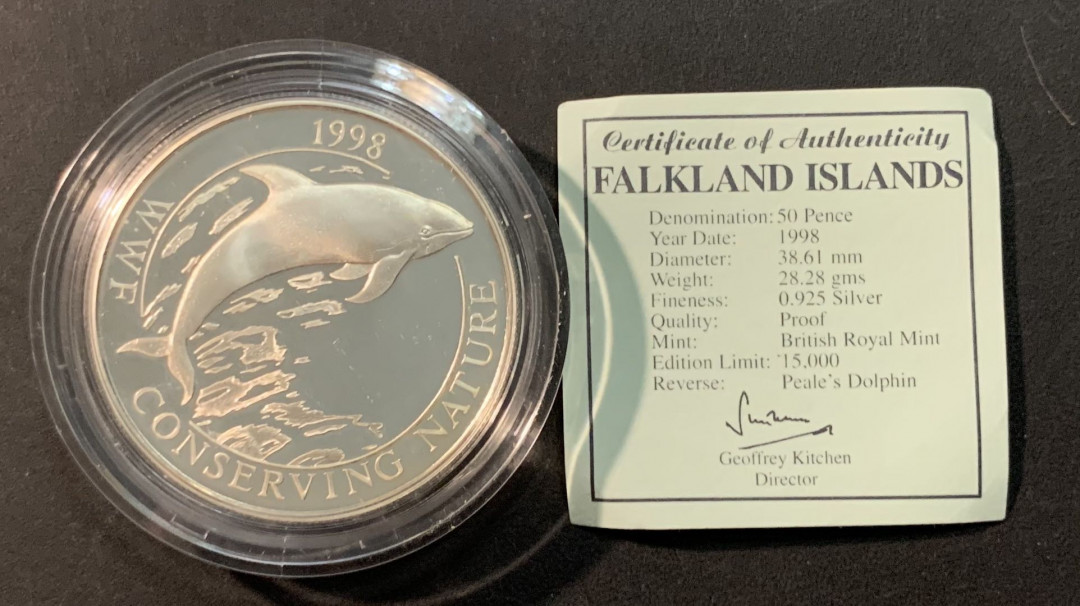 1998
WWF
CONSERVING NATURE
Certificate of Authenticity
FALKLAND ISLANDS
Denomination: 50 Pence
Year Date: 1998
Diameter: 38.61 mm
Weight: 28.28 gms
Fineness: 0.925 Silver
Quality: Proof
Mint: British Royal Mint
Edition Limit: 15,000
Reverse: Peale's Dolphin
Geoffrey Kitchen
Director